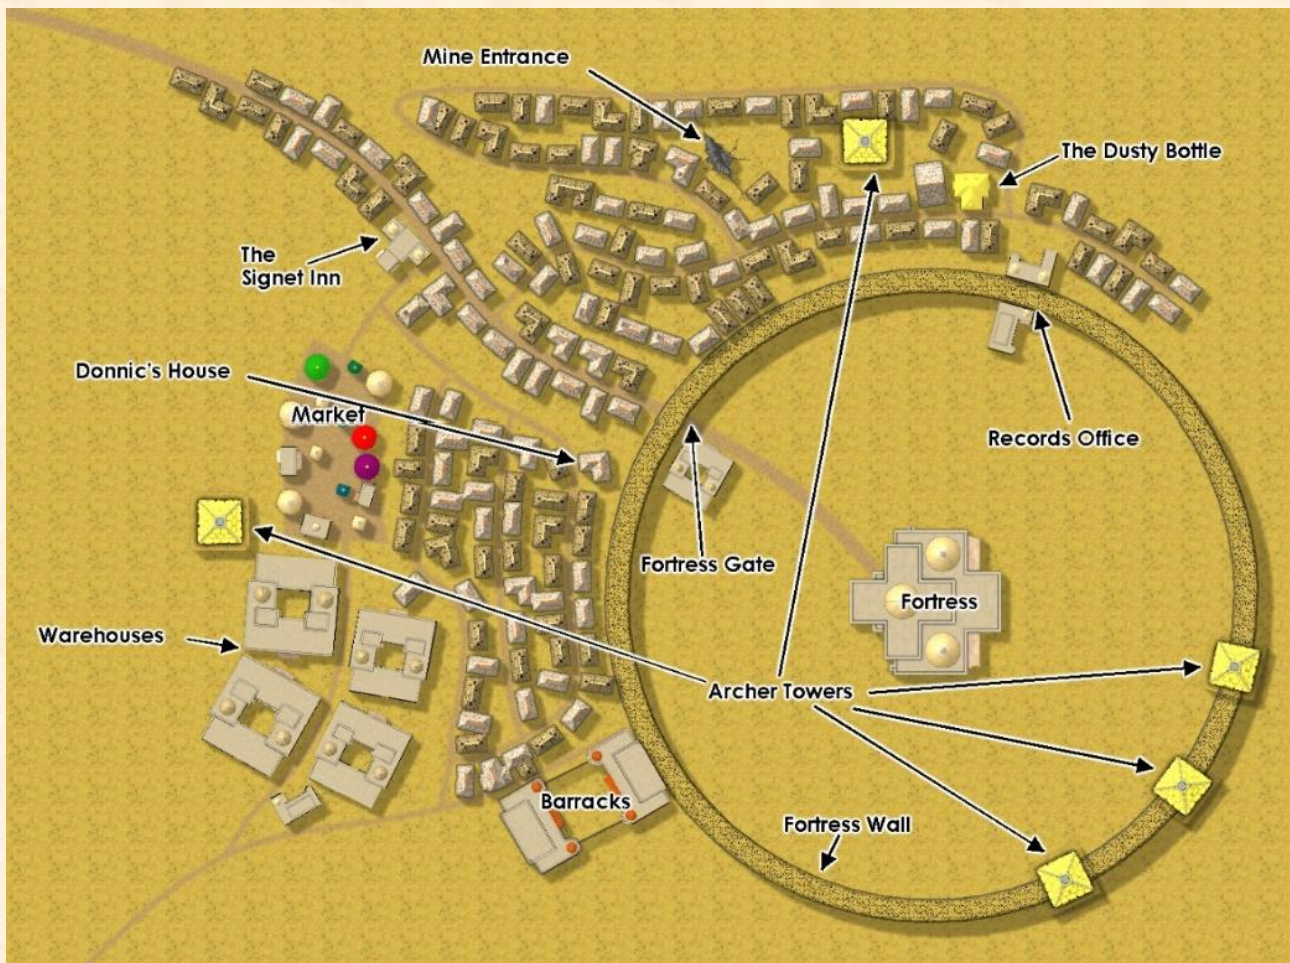 Mine Entrance
The Dusty Bottle
The
Signet Inn
Donnic's House
Market
Records Office
Fortress Gate
Fortress
Warehouses
Archer Towers
Barracks
Fortress Wall